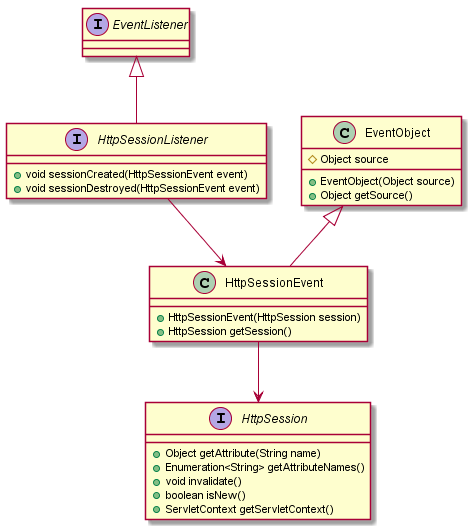 I EventListener
I HttpSessionListener
void sessionCreated(HttpSessionEvent event)
void sessionDestroyed(HttpSessionEvent event)
C EventObject
Object source
EventObject(Object source)
Object getSource()
C HttpSessionEvent
HttpSessionEvent(HttpSession session)
HttpSession getSession()
I HttpSession
Object getAttribute(String name)
Enumeration<String> getAttributeNames()
void invalidate()
boolean isNew()
ServletContext getServletContext()